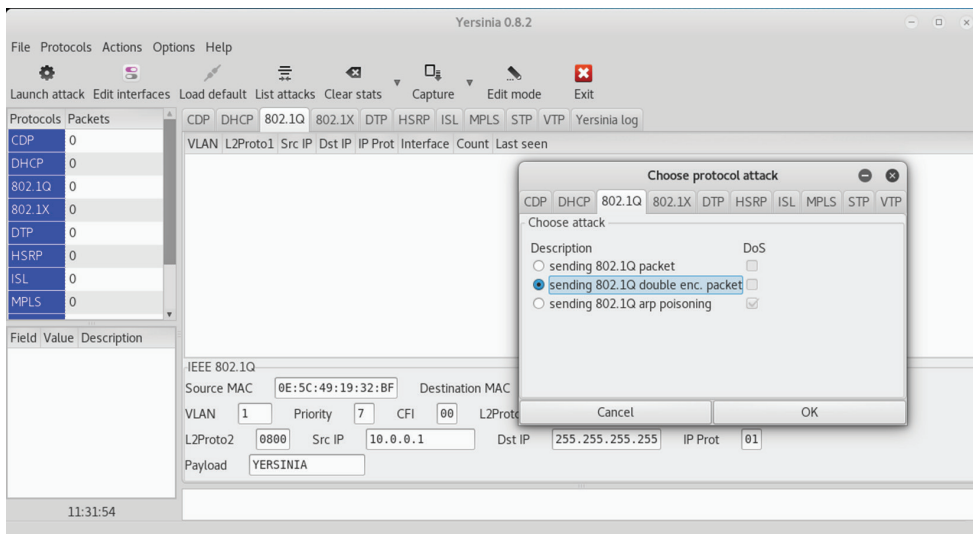 Yersinia 0.8.2
File Protocols Actions Options Help
Launch attack Edit interfaces Load default List attacks Clear stats Capture Edit mode Exit
Protocols Packets
CDP 0
DHCP 0
802.1Q 0
802.1X 0
DTP 0
HSRP 0
ISL 0
MPLS 0
Field Value Description
11:31:54
CDP DHCP 802.1Q 802.1X DTP HSRP ISL MPLS STP VTP Yersinia log
VLAN L2Proto1 Src IP Dst IP IP Prot Interface Count Last seen
Choose protocol attack
CDP DHCP 802.1Q 802.1X DTP HSRP ISL MPLS STP VTP
Choose attack
Description DoS
sending 802.1Q packet
sending 802.1Q double enc. packet
sending 802.1Q arp poisoning
Cancel OK
IEEE 802.1Q
Source MAC 0E:5C:49:19:32:BF Destination MAC
VLAN 1 Priority 7 CFI 00 L2Proto
L2Proto2 0800 Src IP 10.0.0.1 Dst IP 255.255.255.255 IP Prot 01
Payload YERSINIA